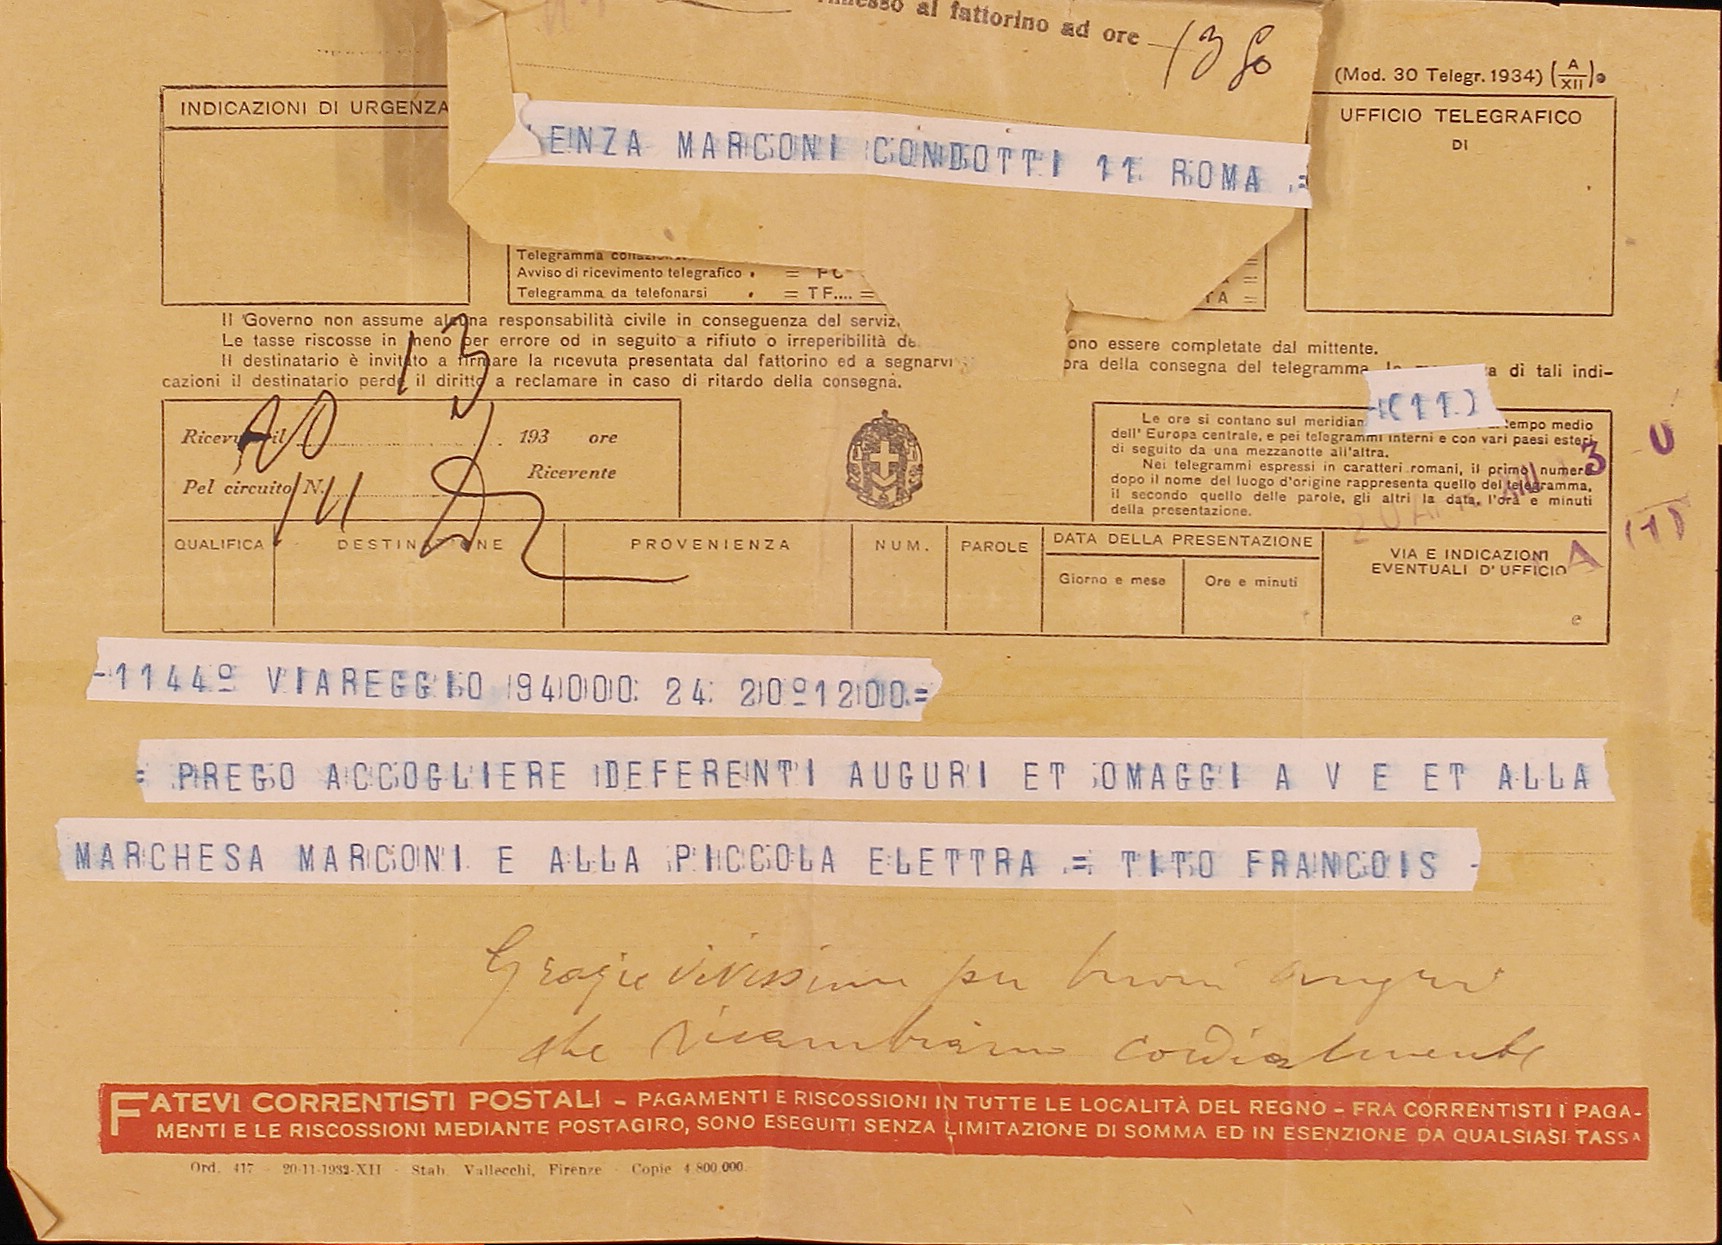 al fattorino ad ore 13 50
(Mod. 30 Telegr. 1934) (A/XII)
INDICAZIONI DI URGENZA
UFFICIO TELEGRAFICO
DI
ENZA MARCONI CONDOTTI 11 ROMA .=
Telegramma
Avviso di ricevimento telegrafico . =
Telegramma da telefonarsi . = TF.... =
TA =
Il Governo non assume alcuna responsabilità civile in conseguenza del
Le tasse riscosse in meno per errore od in seguito a rifiuto o irreperibilità ono essere completate dal mittente.
Il destinatario è invitato a firmare la ricevuta presentata dal fattorino ed a segnarvi ora della consegna del telegramma, di tali indi-
cazioni il destinatario perde il diritto a reclamare in caso di ritardo della consegna.
-(11.)
Ricevuto il 193 ore
Ricevente
Pel circuito N.
Le ore si contano sul meridian tempo medio
dell' Europa centrale, e pei telegrammi interni e con vari paesi esteri
di seguito da una mezzanotte all'altra.
Nei telegrammi espressi in caratteri romani, il primo numero
dopo il nome del luogo d'origine rappresenta quello del telegramma,
il secondo quello delle parole, gli altri la data, l'ora e minuti
della presentazione.
QUALIFICA DESTINAZIONE PROVENIENZA NUM. PAROLE DATA DELLA PRESENTAZIONE VIA E INDICAZIONI
EVENTUALI D'UFFICIO
Giorno e mese Ore e minuti
-1144º VIAREGGIO 94000 24 20º1200.=
= PREGO ACCOGLIERE DEFERENTI AUGURI ET OMAGGI A V E ET ALLA
MARCHESA MARCONI E ALLA PICCOLA ELETTRA .= TITO FRANCOIS -
Grazie vivissime per buoni auguri
che ricambiamo cordialmente
FATEVI CORRENTISTI POSTALI - PAGAMENTI E RISCOSSIONI IN TUTTE LE LOCALITÀ DEL REGNO - FRA CORRENTISTI I PAGA-
MENTI E LE RISCOSSIONI MEDIANTE POSTAGIRO, SONO ESEGUITI SENZA LIMITAZIONE DI SOMMA ED IN ESENZIONE DA QUALSIASI TASSA
Ord. 417 - 20-11-1932-XII - Stab. Vallecchi, Firenze - Copie 4.800.000